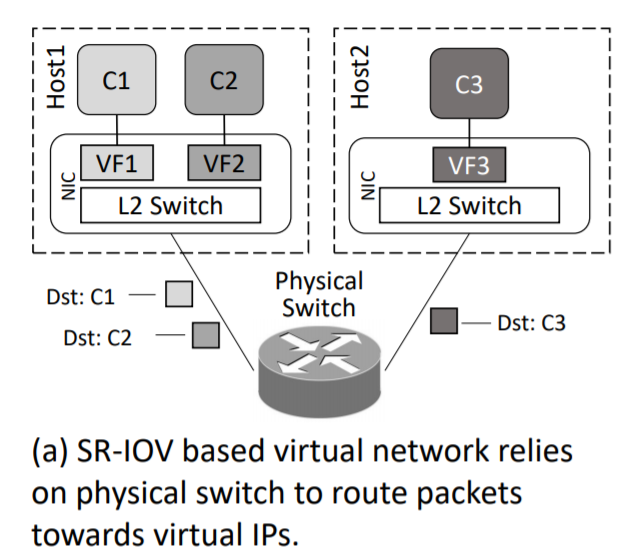 Host1
C1
C2
NIC
VF1
VF2
L2 Switch
Host2
C3
NIC
VF3
L2 Switch
Dst: C1
Dst: C2
Physical
Switch
Dst: C3
(a) SR-IOV based virtual network relies
on physical switch to route packets
towards virtual IPs.